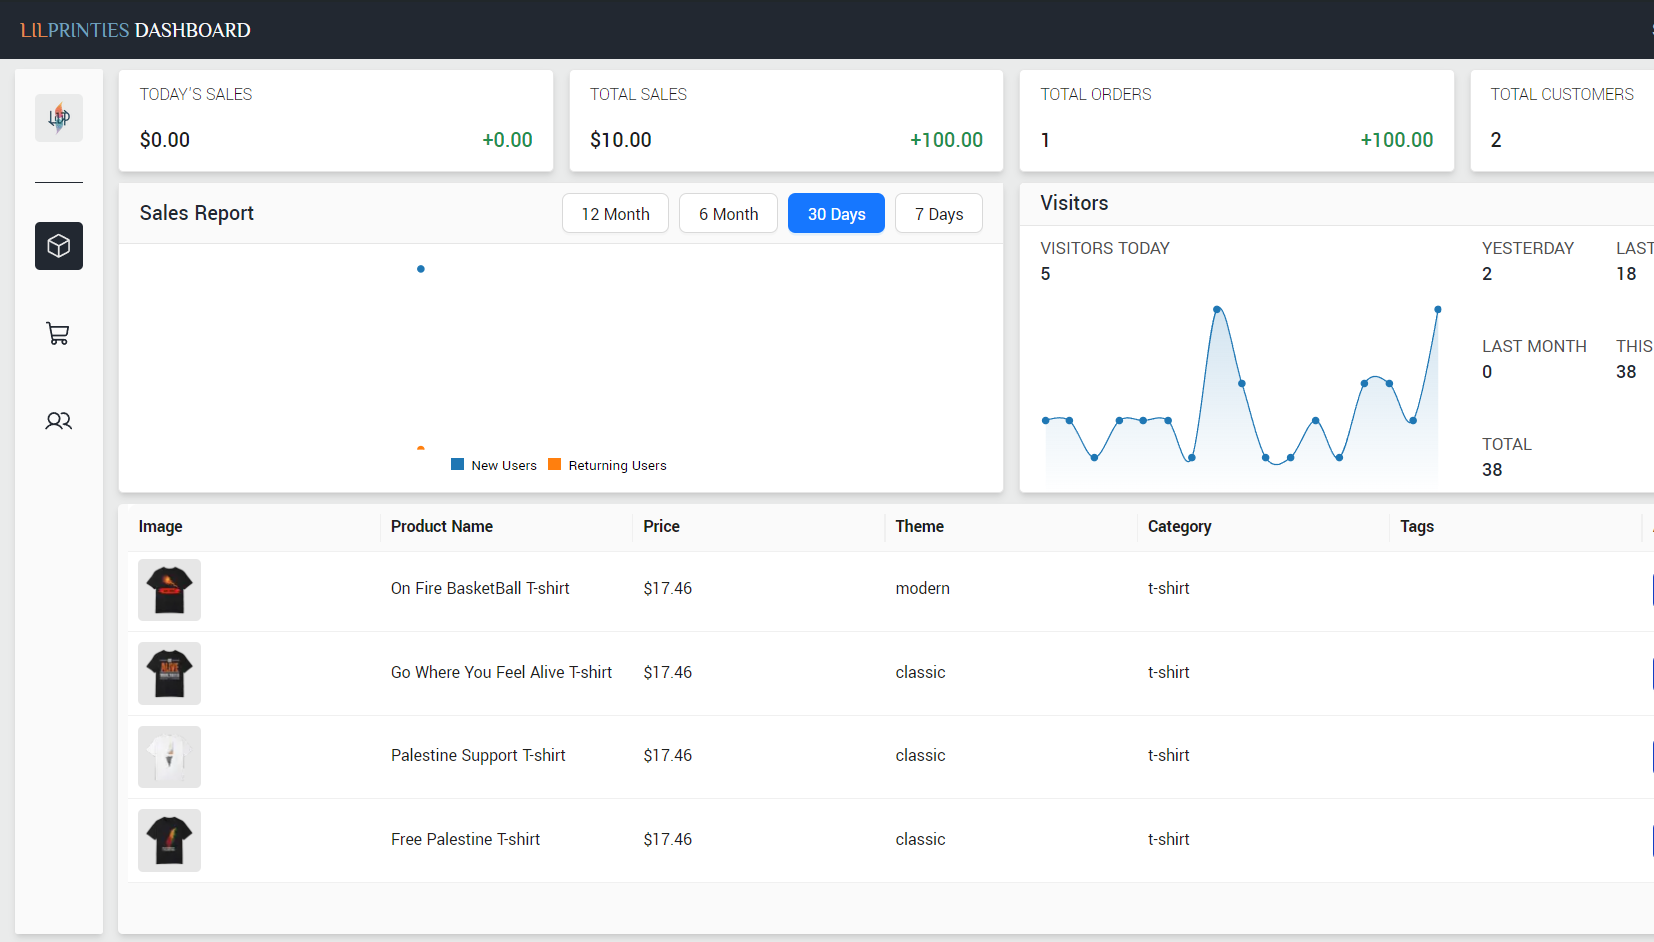 LILPRINTIES DASHBOARD
TODAY'S SALES
$0.00 +0.00
TOTAL SALES
$10.00 +100.00
TOTAL ORDERS
1 +100.00
TOTAL CUSTOMERS
2
Sales Report
12 Month 6 Month 30 Days 7 Days
New Users Returning Users
Visitors
VISITORS TODAY
5
YESTERDAY LAST
2 18
LAST MONTH THIS
0 38
TOTAL
38
Image Product Name Price Theme Category Tags
On Fire BasketBall T-shirt $17.46 modern t-shirt
ALIVE
Go Where You Feel Alive T-shirt $17.46 classic t-shirt
Palestine Support T-shirt $17.46 classic t-shirt
Free Palestine T-shirt $17.46 classic t-shirt